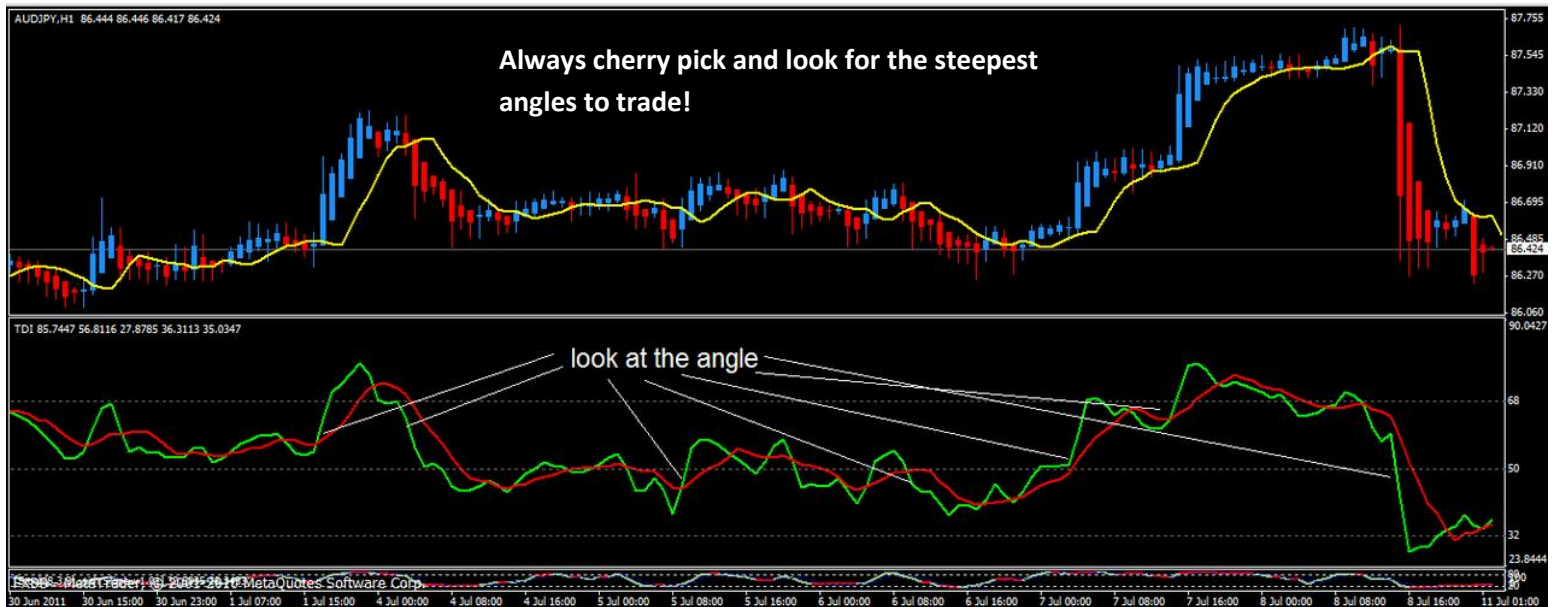 AUDJPY,H1 86.444 86.446 86.417 86.424
Always cherry pick and look for the steepest
angles to trade!
87.755
87.545
87.330
87.120
86.910
86.695
86.485
86.424
86.270
86.060
TDI 85.7447 56.8116 27.8785 36.3113 35.0347
look at the angle
90.0427
68
50
32
23.8444
MetaTrader, © 2001-2010 MetaQuotes Software Corp.
30 Jun 2011 30 Jun 15:00 30 Jun 23:00 1 Jul 07:00 1 Jul 15:00 4 Jul 00:00 4 Jul 08:00 4 Jul 16:00 5 Jul 00:00 5 Jul 08:00 5 Jul 16:00 6 Jul 00:00 6 Jul 08:00 6 Jul 16:00 7 Jul 00:00 7 Jul 08:00 7 Jul 16:00 8 Jul 00:00 8 Jul 08:00 8 Jul 16:00 11 Jul 01:00